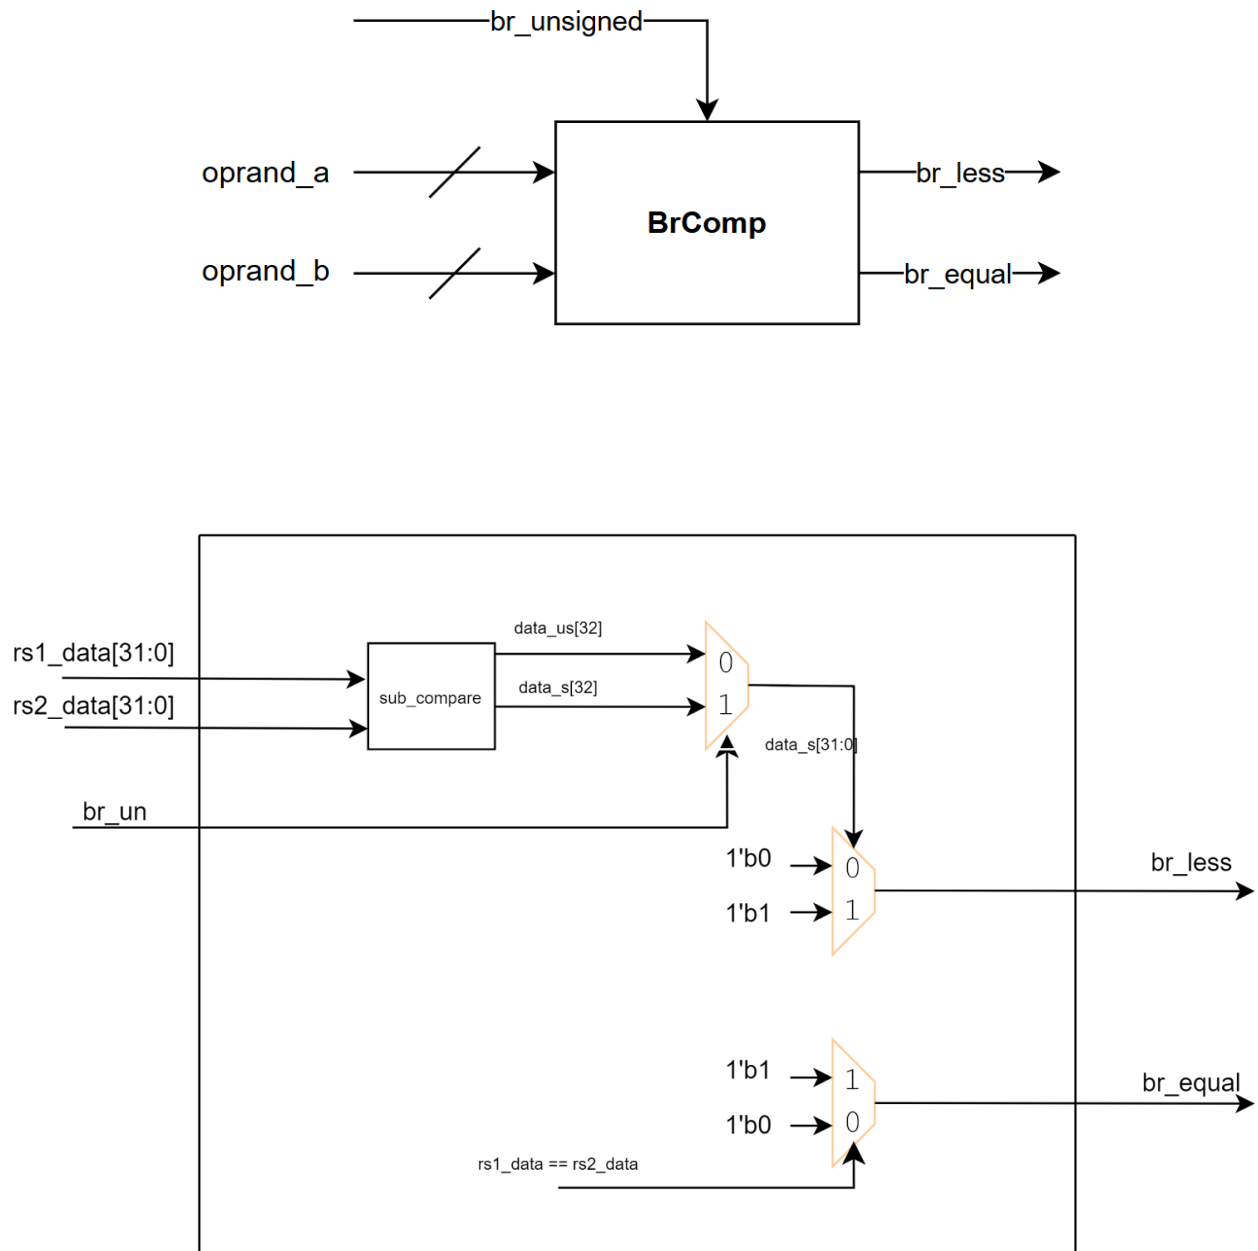 br_unsigned
oprand_a
oprand_b
BrComp
br_less
br_equal
rs1_data[31:0]
rs2_data[31:0]
sub_compare
data_us[32]
data_s[32]
0
1
br_un
data_s[31:0]
1'b0
1'b1
0
1
br_less
1'b1
1'b0
1
0
br_equal
rs1_data == rs2_data